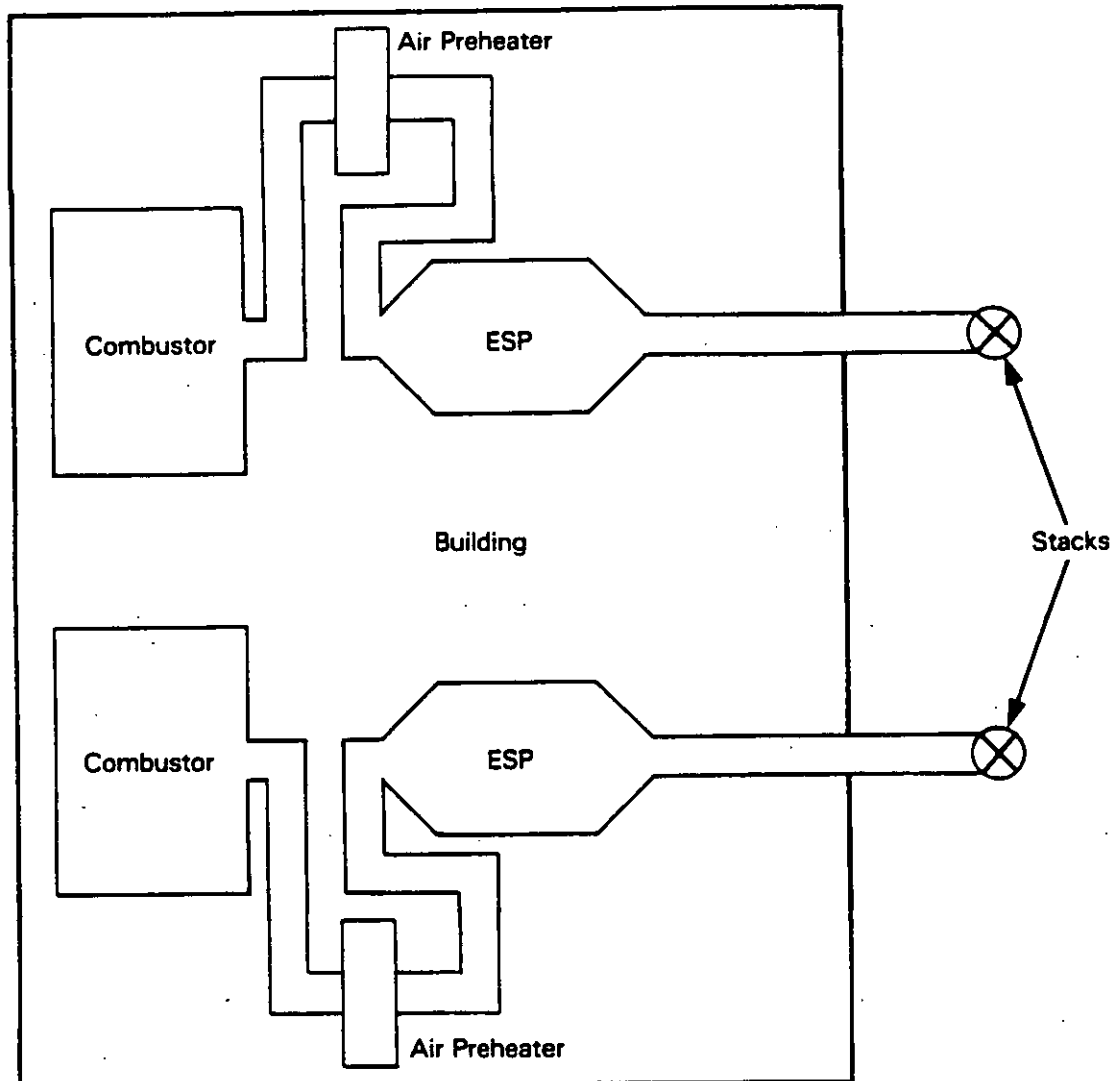 Air Preheater
Combustor
ESP
Building
Stacks
Combustor
ESP
Air Preheater